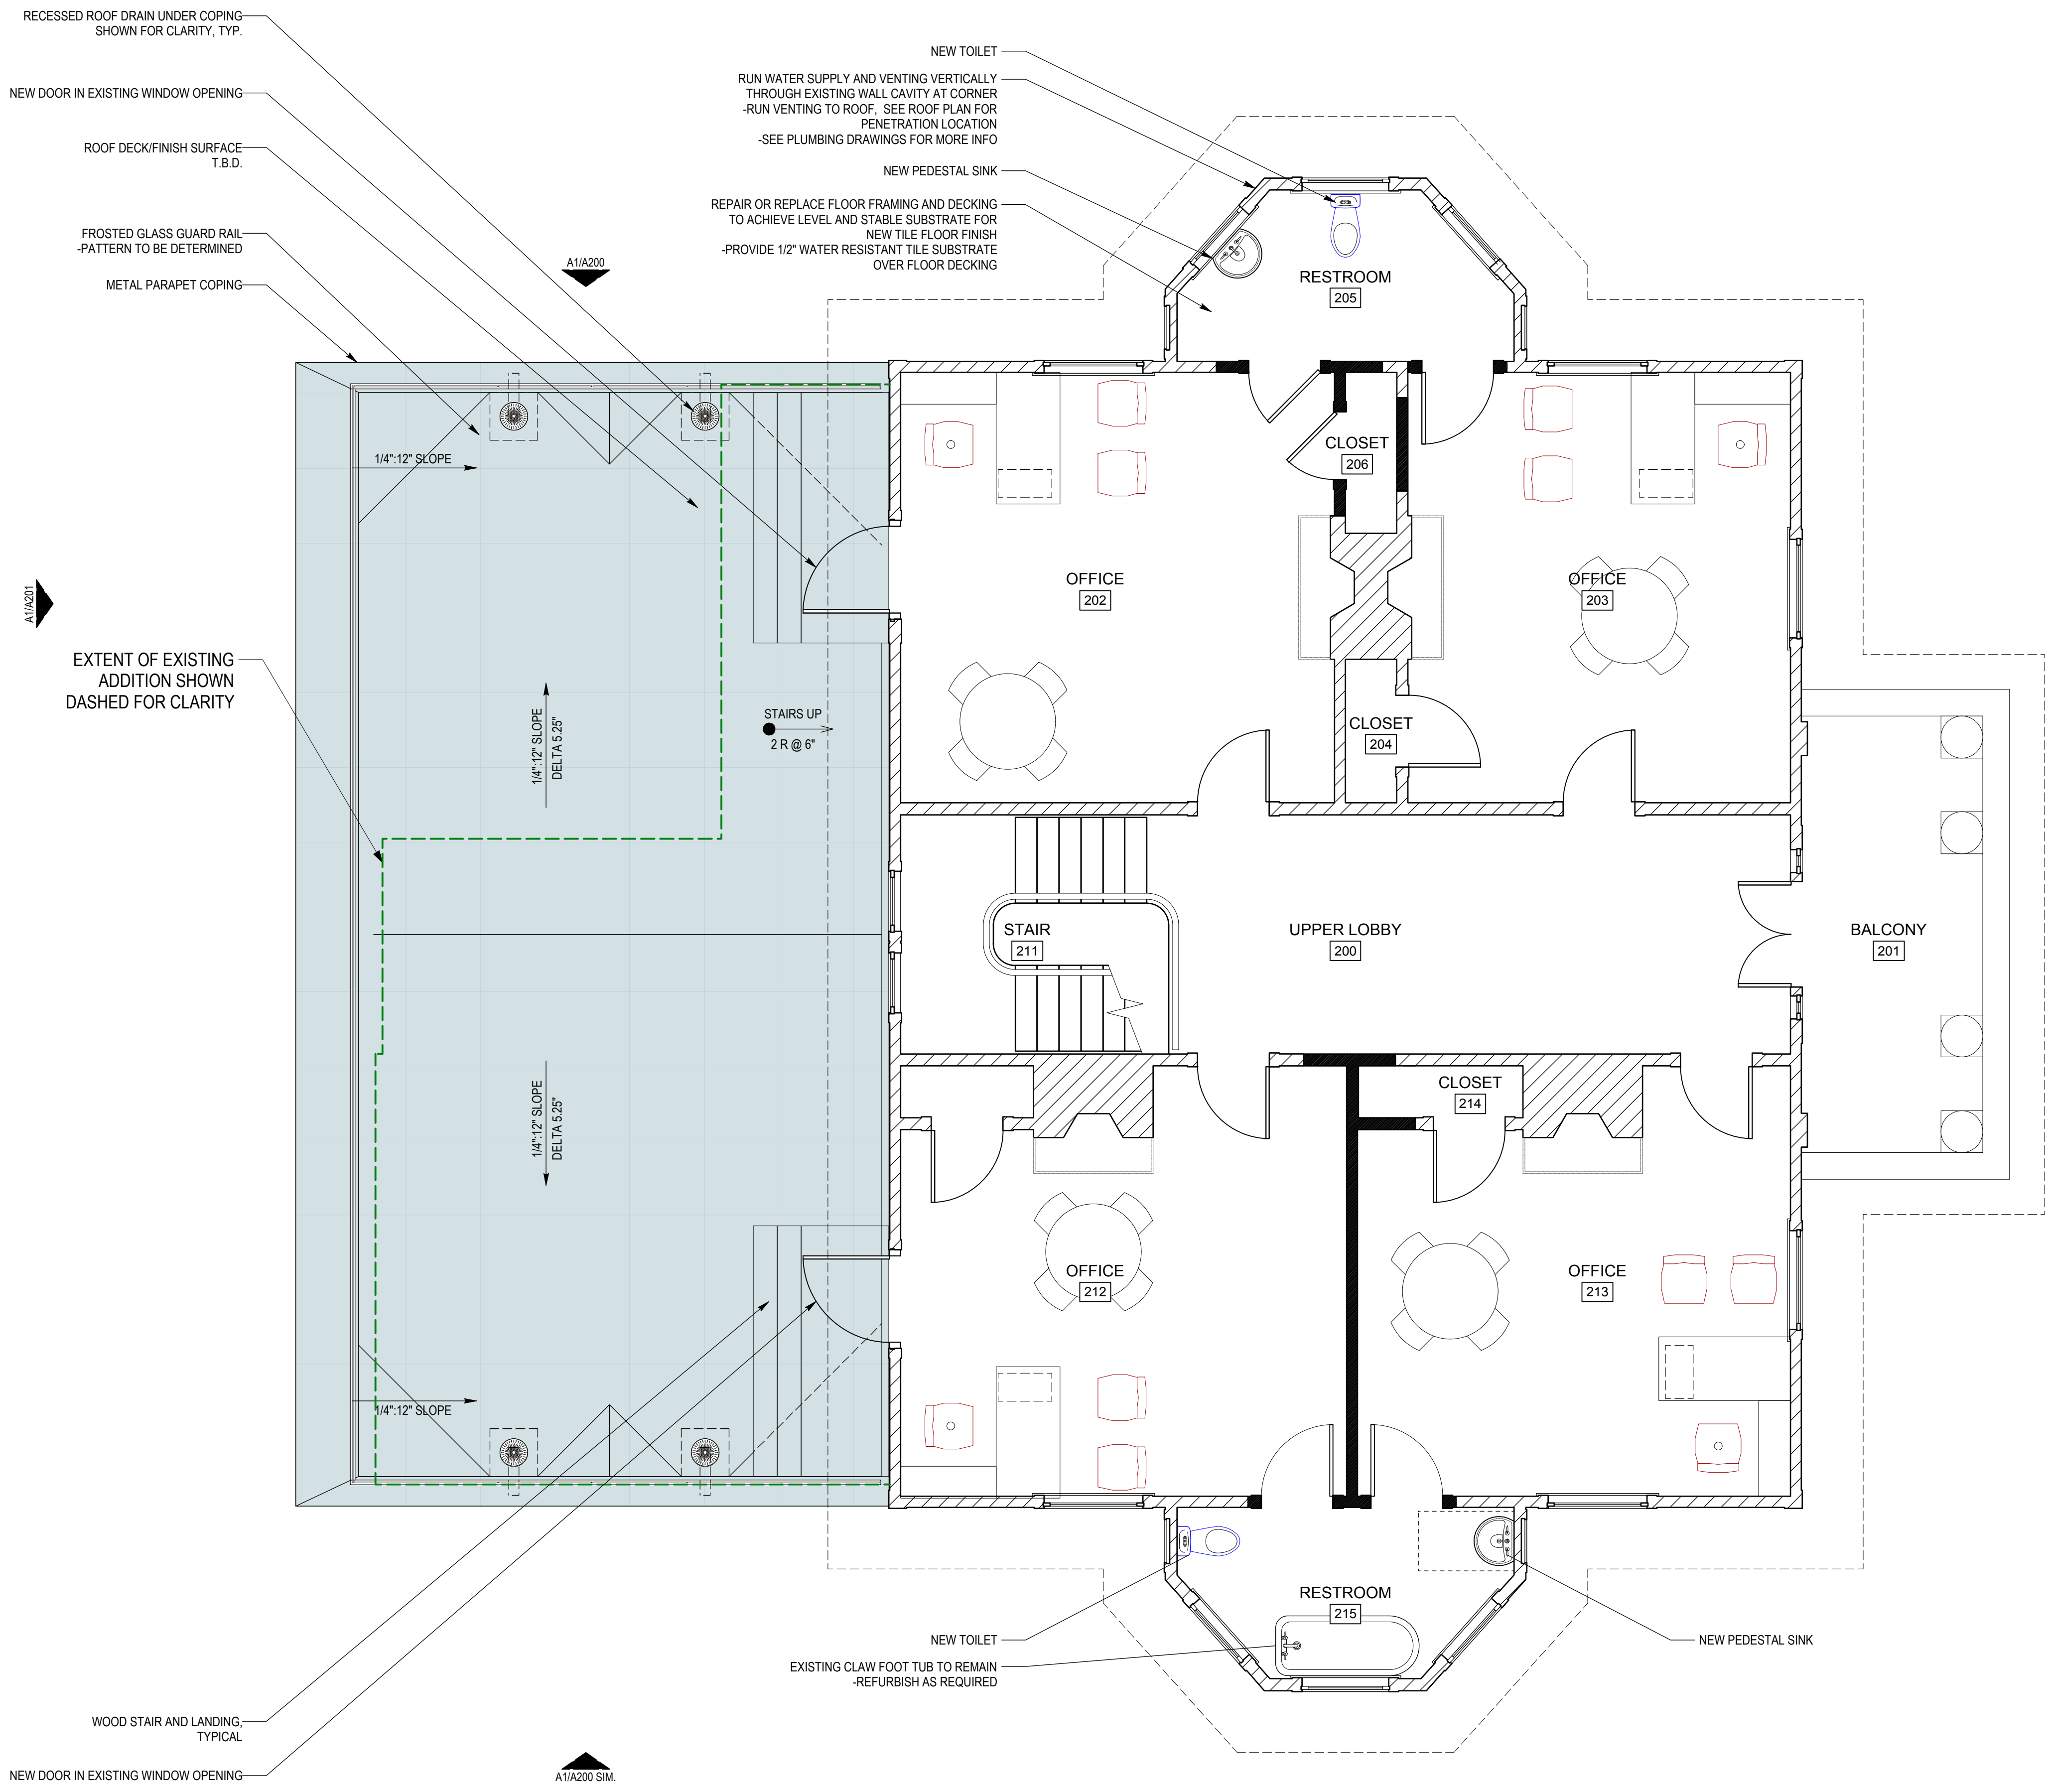 RECESSED ROOF DRAIN UNDER COPING
SHOWN FOR CLARITY, TYP.
NEW DOOR IN EXISTING WINDOW OPENING
ROOF DECK/FINISH SURFACE
T.B.D.
FROSTED GLASS GUARD RAIL
-PATTERN TO BE DETERMINED
METAL PARAPET COPING
A1/A200
NEW TOILET
RUN WATER SUPPLY AND VENTING VERTICALLY
THROUGH EXISTING WALL CAVITY AT CORNER
-RUN VENTING TO ROOF, SEE ROOF PLAN FOR
PENETRATION LOCATION
-SEE PLUMBING DRAWINGS FOR MORE INFO
NEW PEDESTAL SINK
REPAIR OR REPLACE FLOOR FRAMING AND DECKING
TO ACHIEVE LEVEL AND STABLE SUBSTRATE FOR
NEW TILE FLOOR FINISH
-PROVIDE 1/2" WATER RESISTANT TILE SUBSTRATE
OVER FLOOR DECKING
RESTROOM
205
1/4":12" SLOPE
CLOSET
206
A1/A201
OFFICE
202
OFFICE
203
EXTENT OF EXISTING
ADDITION SHOWN
DASHED FOR CLARITY
1/4":12" SLOPE
DELTA 5.25"
STAIRS UP
2 R @ 6"
CLOSET
204
STAIR
211
UPPER LOBBY
200
BALCONY
201
1/4":12" SLOPE
DELTA 5.25"
CLOSET
214
OFFICE
212
OFFICE
213
1/4":12" SLOPE
RESTROOM
215
NEW TOILET
EXISTING CLAW FOOT TUB TO REMAIN
-REFURBISH AS REQUIRED
NEW PEDESTAL SINK
WOOD STAIR AND LANDING,
TYPICAL
NEW DOOR IN EXISTING WINDOW OPENING
A1/A200 SIM.